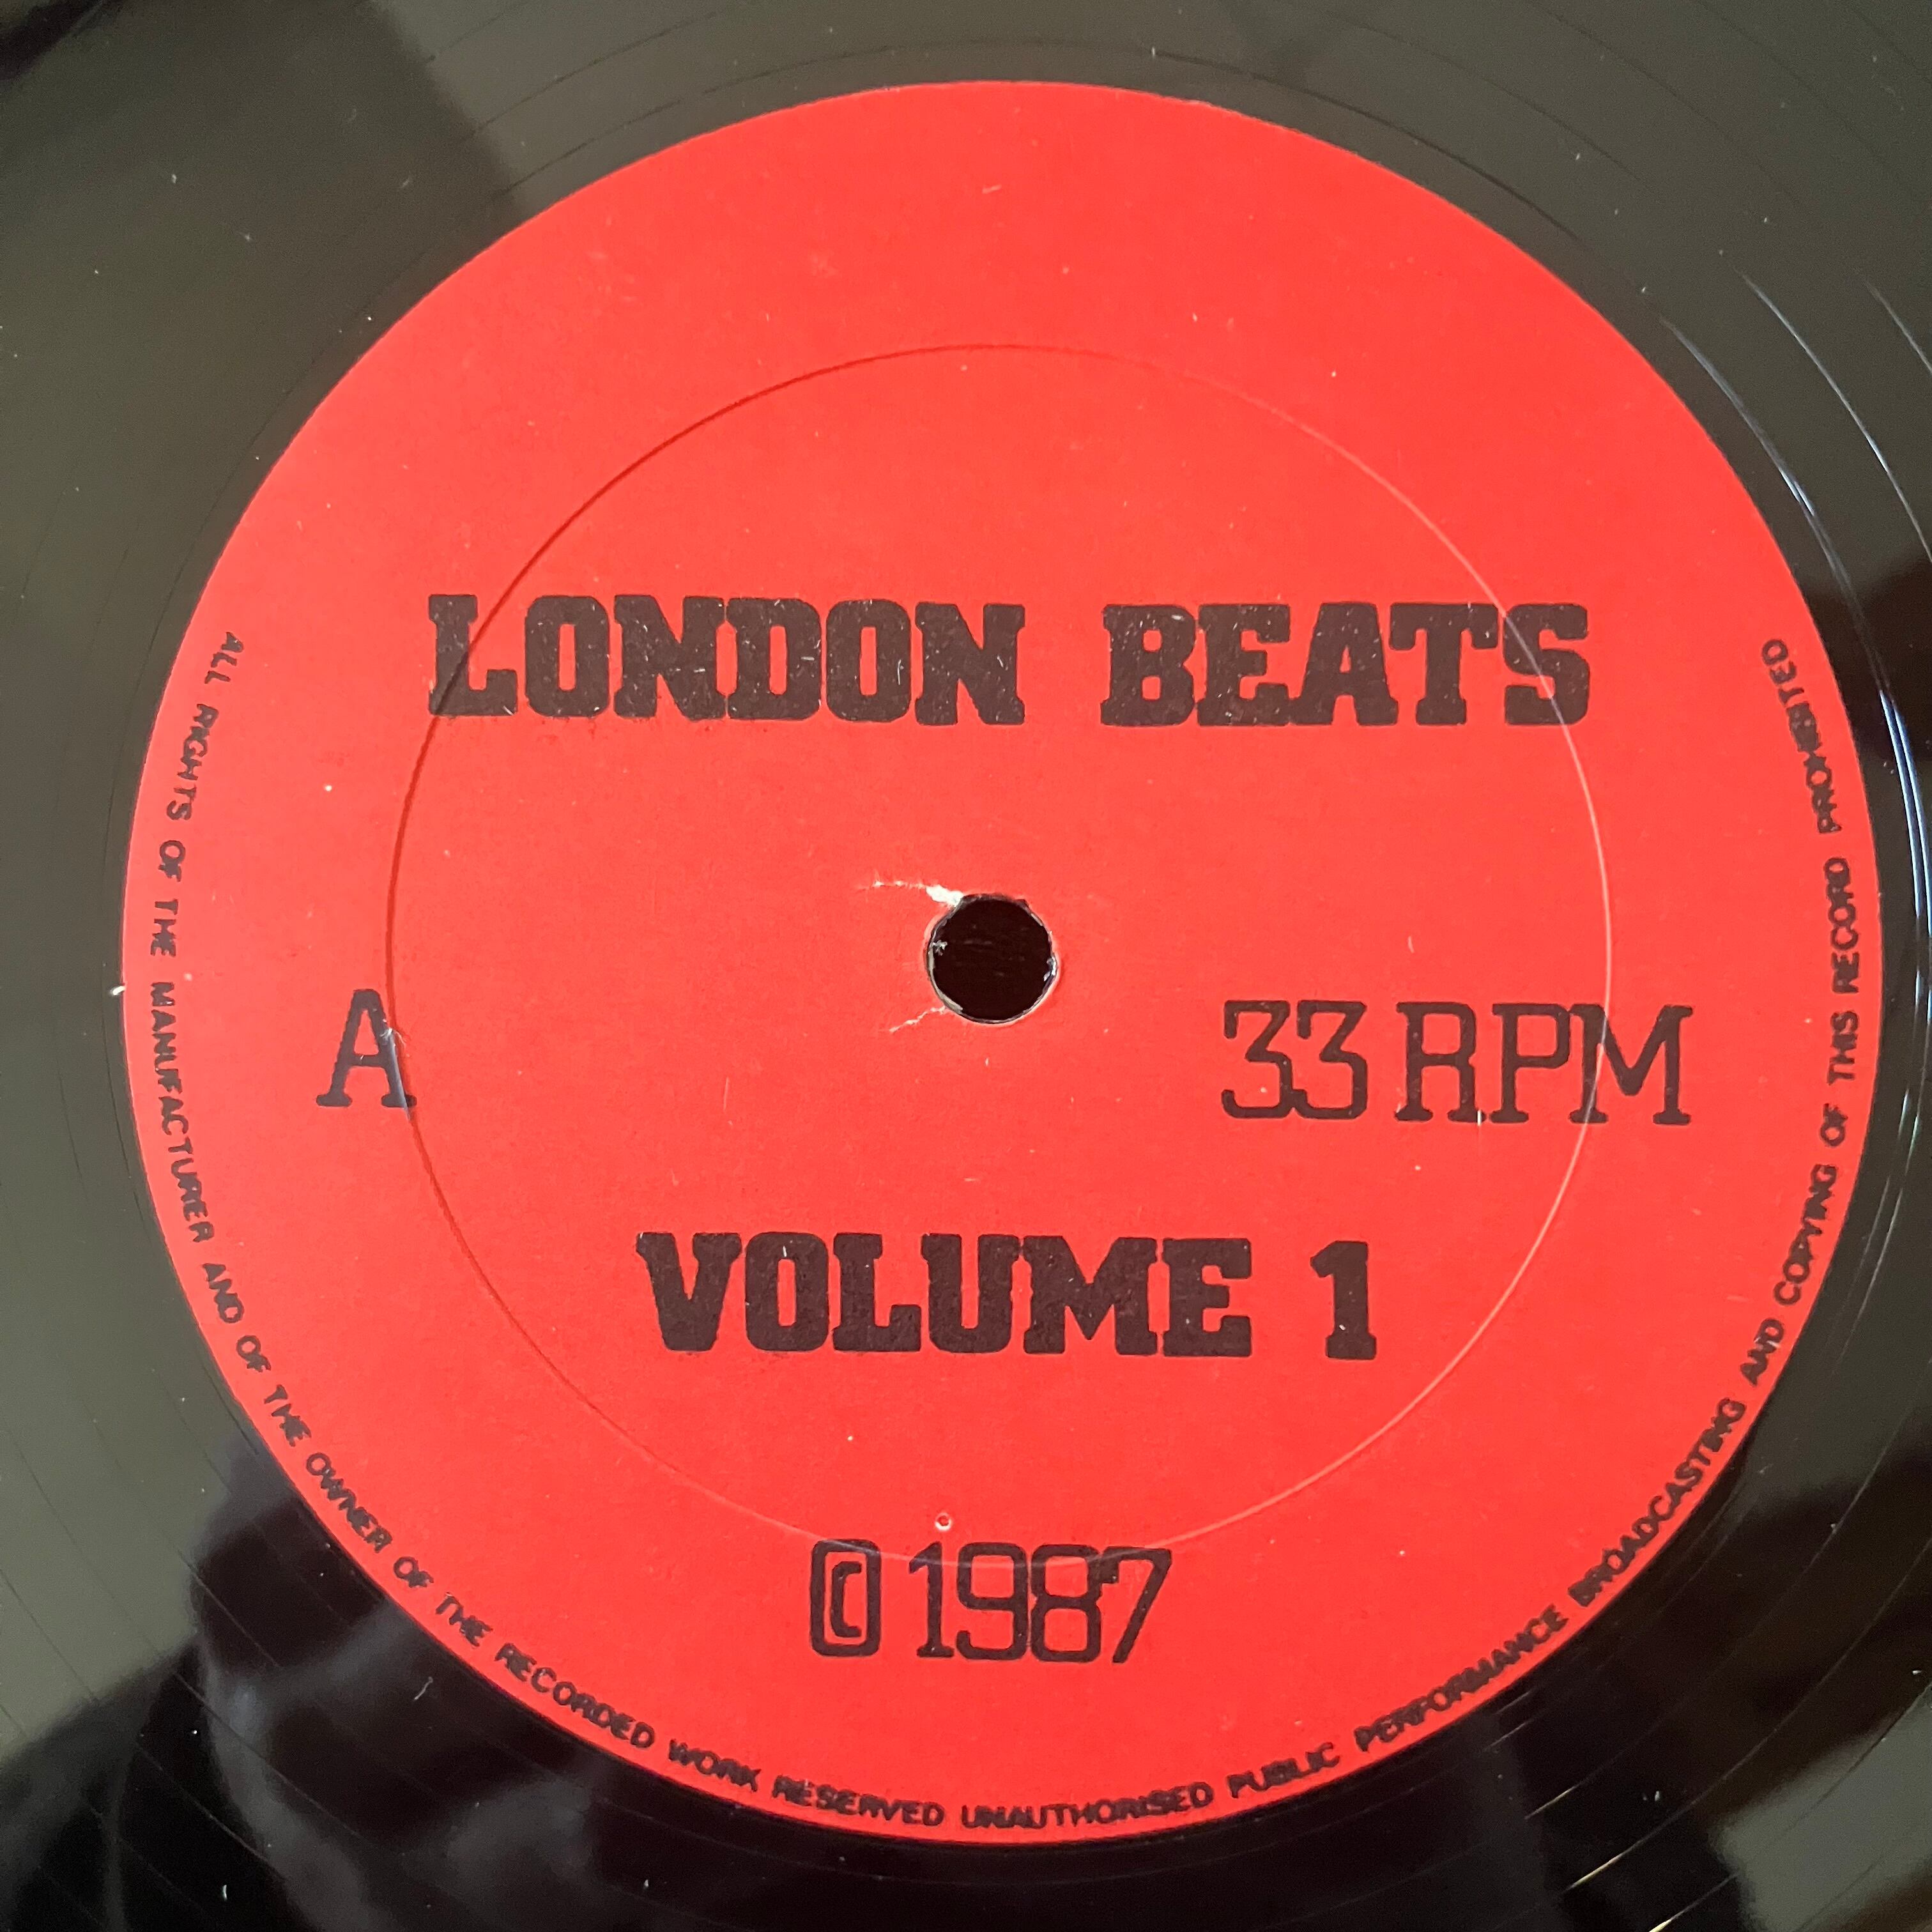 LONDON BEATS
A
33 RPM
VOLUME 1
© 1987
ALL RIGHTS OF THE MANUFACTURER AND OF THE OWNER OF THE RECORDED WORK RESERVED UNAUTHORISED PUBLIC PERFORMANCE BROADCASTING AND COPYING OF THIS RECORD PROHIBITED